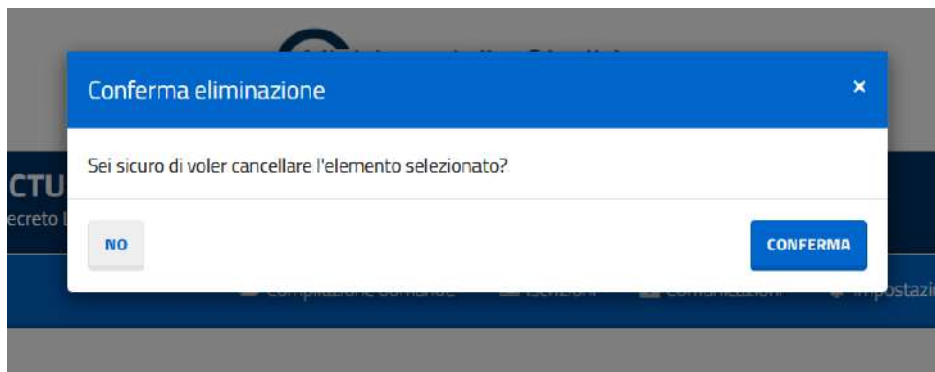 Conferma eliminazione ×
Sei sicuro di voler cancellare l'elemento selezionato?
CTU
ecreto
NO
CONFERMA